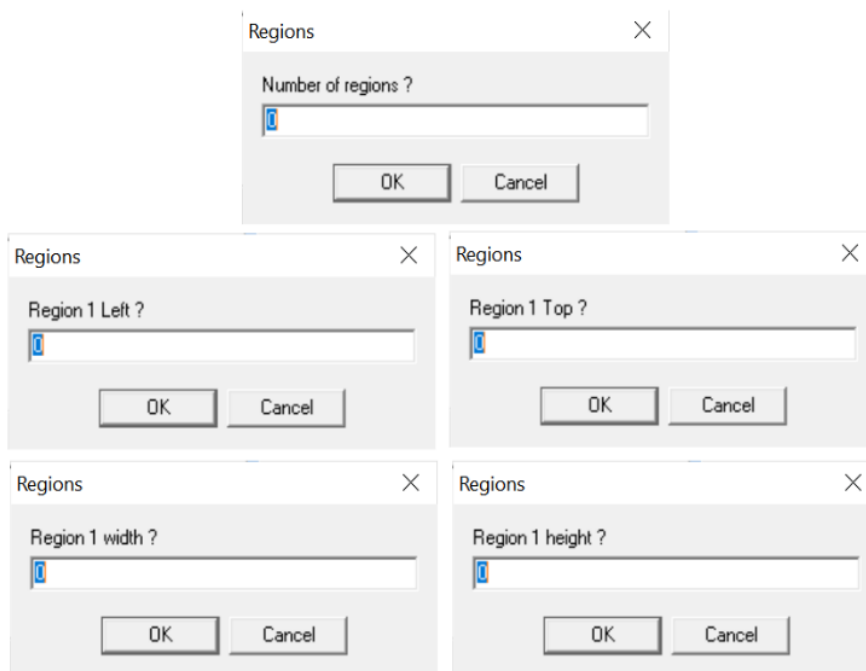 Regions
Number of regions ?
0
OK Cancel
Regions
Region 1 Left ?
0
OK Cancel
Regions
Region 1 Top ?
0
OK Cancel
Regions
Region 1 width ?
0
OK Cancel
Regions
Region 1 height ?
0
OK Cancel